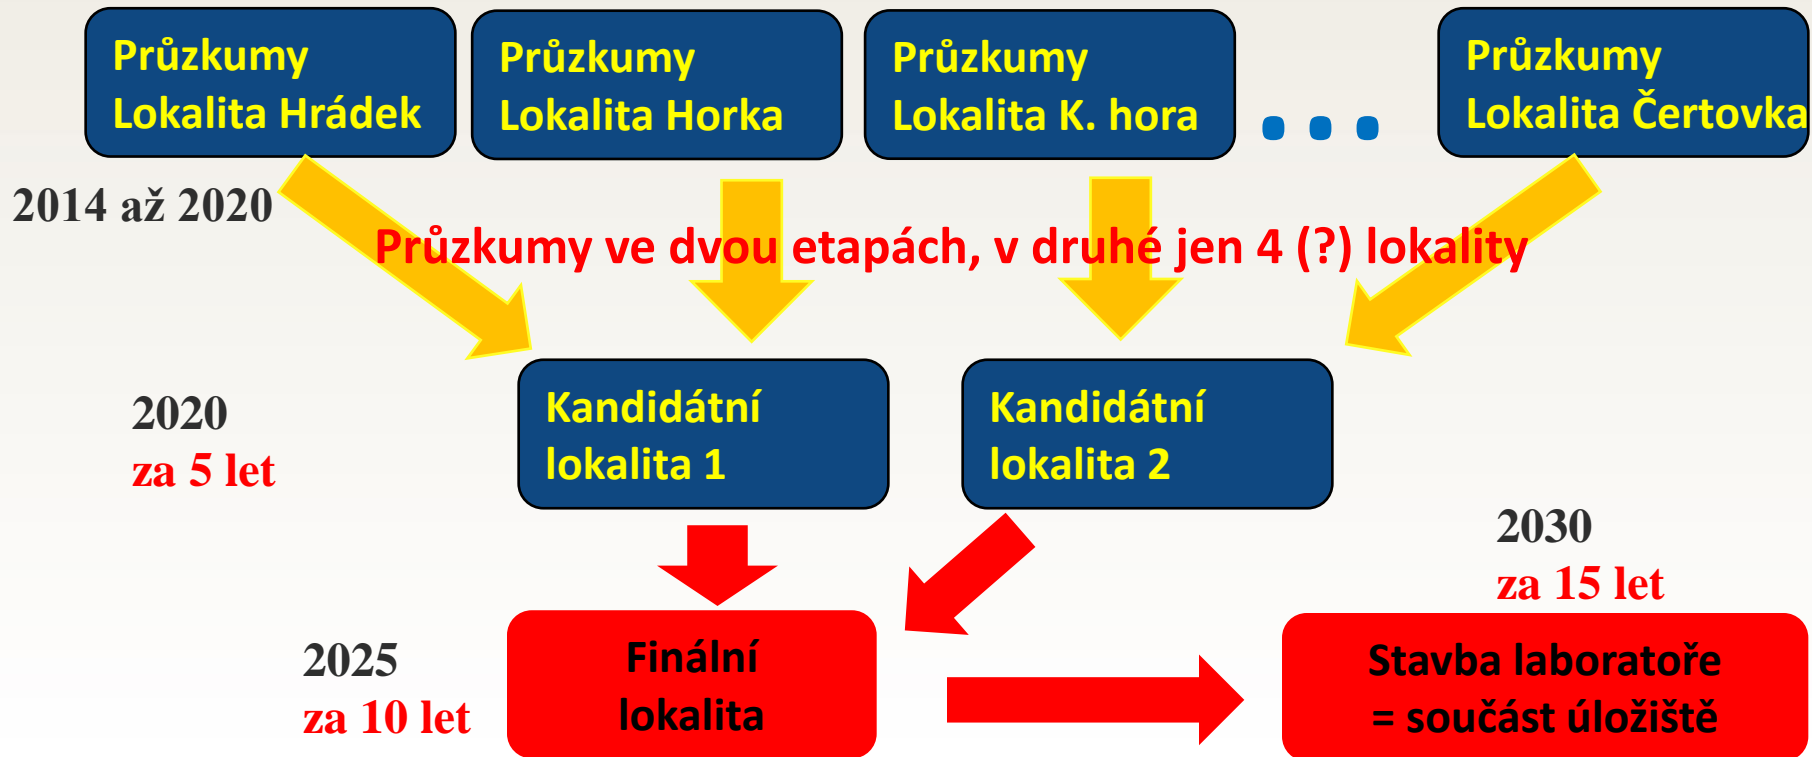 Průzkumy
Lokalita Hrádek
Průzkumy
Lokalita Horka
Průzkumy
Lokalita K. hora
...
Průzkumy
Lokalita Čertovka
2014 až 2020
Průzkumy ve dvou etapách, v druhé jen 4 (?) lokality
2020
za 5 let
Kandidátní
lokalita 1
Kandidátní
lokalita 2
2030
za 15 let
2025
za 10 let
Finální
lokalita
Stavba laboratoře
= součást úložiště